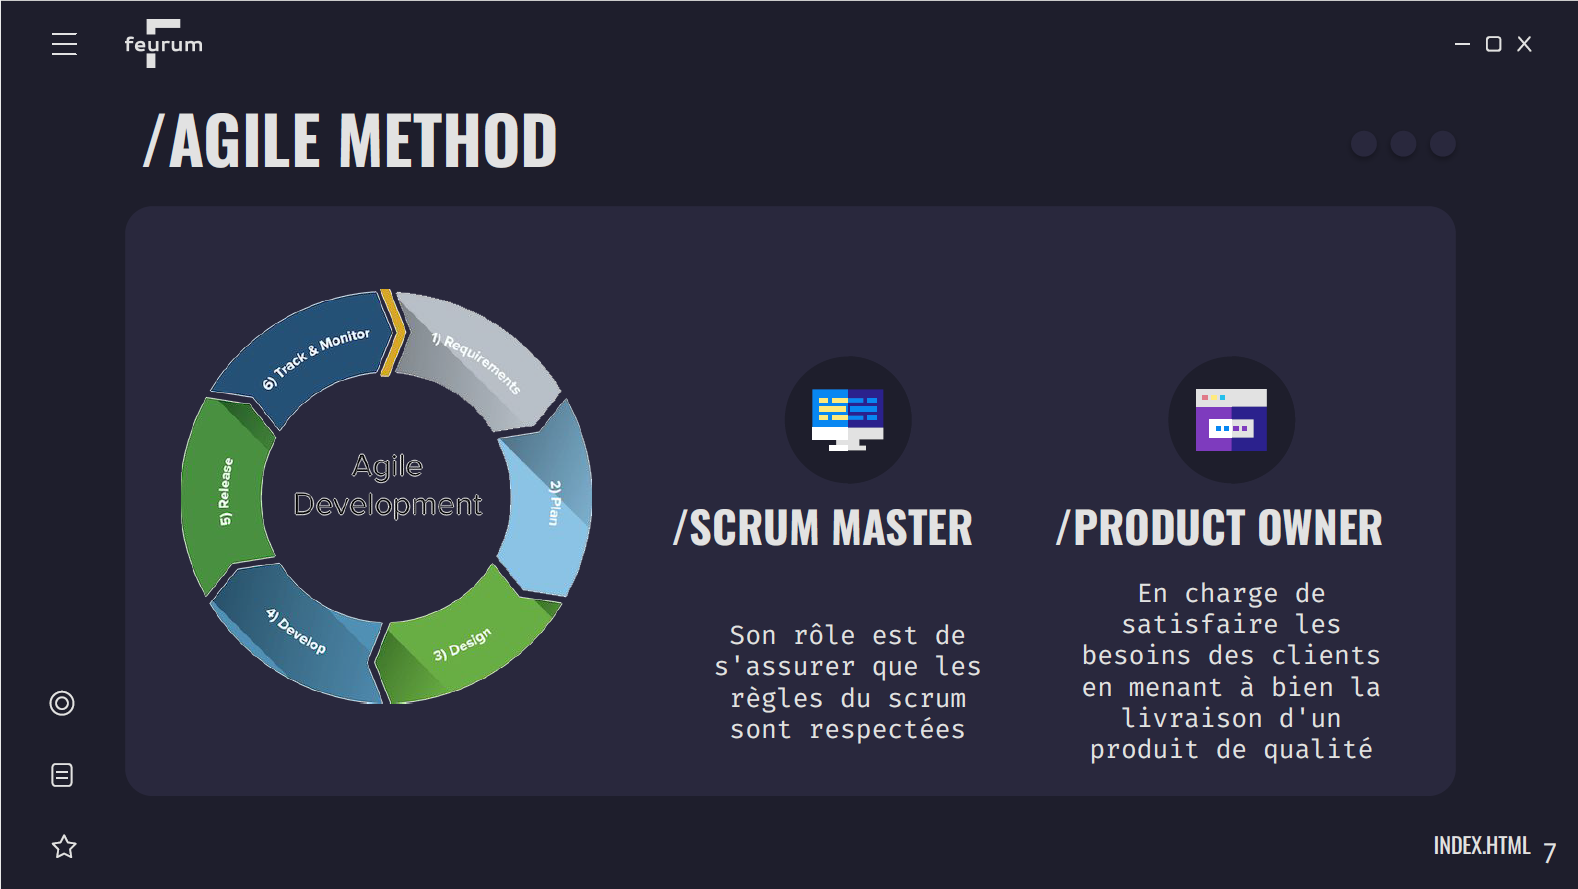 feurum
/AGILE METHOD
1) Requirements
2) Plan
3) Design
4) Develop
5) Release
6) Track & Monitor
Agile
Development
/SCRUM MASTER
Son rôle est de
s'assurer que les
règles du scrum
sont respectées
/PRODUCT OWNER
En charge de
satisfaire les
besoins des clients
en menant à bien la
livraison d'un
produit de qualité
INDEX.HTML
7